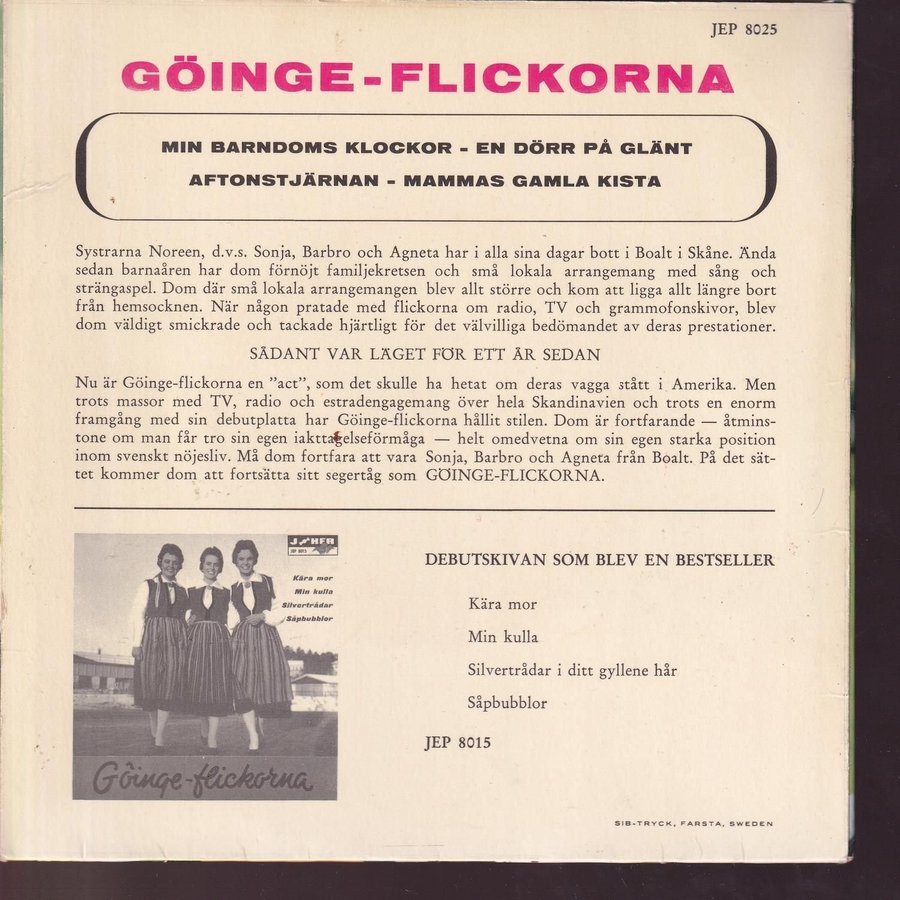 JEP 8025
GÖINGE-FLICKORNA
MIN BARNDOMS KLOCKOR - EN DÖRR PÅ GLÄNT
AFTONSTJÄRNAN - MAMMAS GAMLA KISTA
Systrarna Noreen, d.v.s. Sonja, Barbro och Agneta har i alla sina dagar bott i Boalt i Skåne. Ända
sedan barnaåren har dom förnöjt familjekretsen och små lokala arrangemang med sång och
strängaspel. Dom där små lokala arrangemangen blev allt större och kom att ligga allt längre bort
från hemsocknen. När någon pratade med flickorna om radio, TV och grammofonskivor, blev
dom väldigt smickrade och tackade hjärtligt för det välvilliga bedömandet av deras prestationer.
SÅDANT VAR LÄGET FÖR ETT ÅR SEDAN
Nu är Göinge-flickorna en ”act”, som det skulle ha hetat om deras vagga stått i Amerika. Men
trots massor med TV, radio och estradengagemang över hela Skandinavien och trots en enorm
framgång med sin debutplatta har Göinge-flickorna hållit stilen. Dom är fortfarande — åtmins-
tone om man får tro sin egen iakttagelseförmåga — helt omedvetna om sin egen starka position
inom svenskt nöjesliv. Må dom fortfara att vara Sonja, Barbro och Agneta från Boalt. På det sät-
tet kommer dom att fortsätta sitt segertåg som GÖINGE-FLICKORNA.
JEP 8015
Kära mor
Min kulla
Silvertrådar
Såpbubblor
Göinge-flickorna
DEBUTSKIVAN SOM BLEV EN BESTSELLER
Kära mor
Min kulla
Silvertrådar i ditt gyllene hår
Såpbubblor
JEP 8015
SIB-TRYCK, FARSTA, SWEDEN